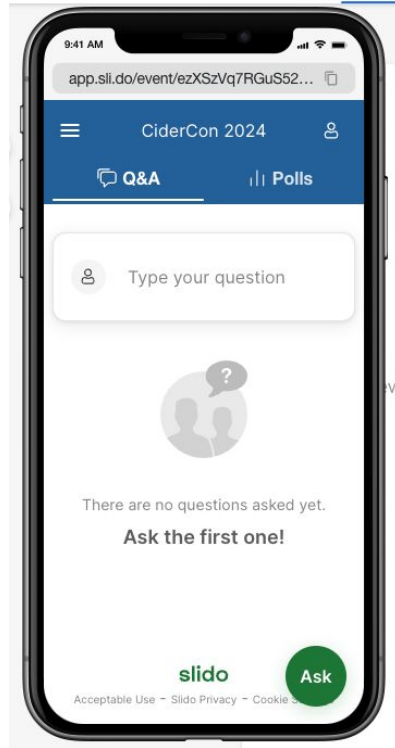 9:41 AM
app.sli.do/event/ezXSzVq7RGuS52...
CiderCon 2024
Q&A Polls
Type your question
?
There are no questions asked yet.
Ask the first one!
slido
Ask
Acceptable Use - Slido Privacy - Cookie